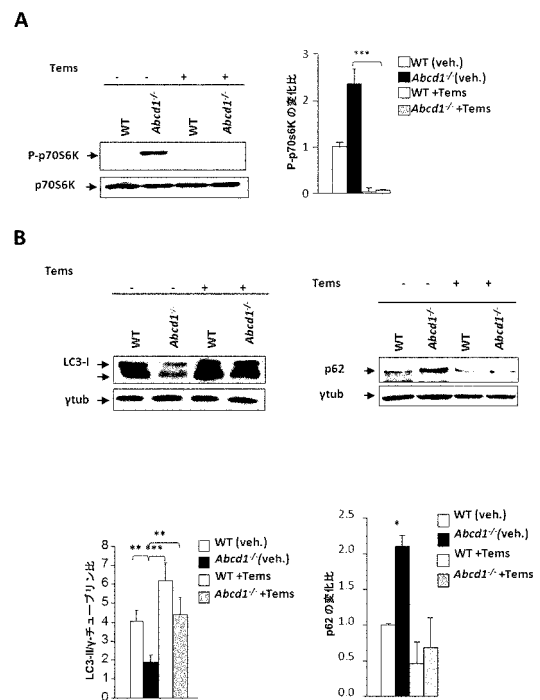 A
Tems
- - + +
WT Abcd1-/- WT Abcd1-/-
P-p70S6K
p70S6K
P-p70s6K の変化比
3
2
1
0
***
WT (veh.)
Abcd1-/-(veh.)
WT +Tems
Abcd1-/- +Tems
B
Tems
- - + +
WT Abcd1-/- WT Abcd1-/-
LC3-I
γtub
Tems
- - + +
WT Abcd1-/- WT Abcd1-/-
p62
γtub
LC3-II/γ-チューブリン比
8
7
6
5
4
3
2
1
0
** ***
**
WT (veh.)
Abcd1-/-(veh.)
WT +Tems
Abcd1-/- +Tems
p62 の変化比
2.5
2.0
1.5
1.0
0.5
0.0
*
WT (veh.)
Abcd1-/-(veh.)
WT +Tems
Abcd1-/- +Tems